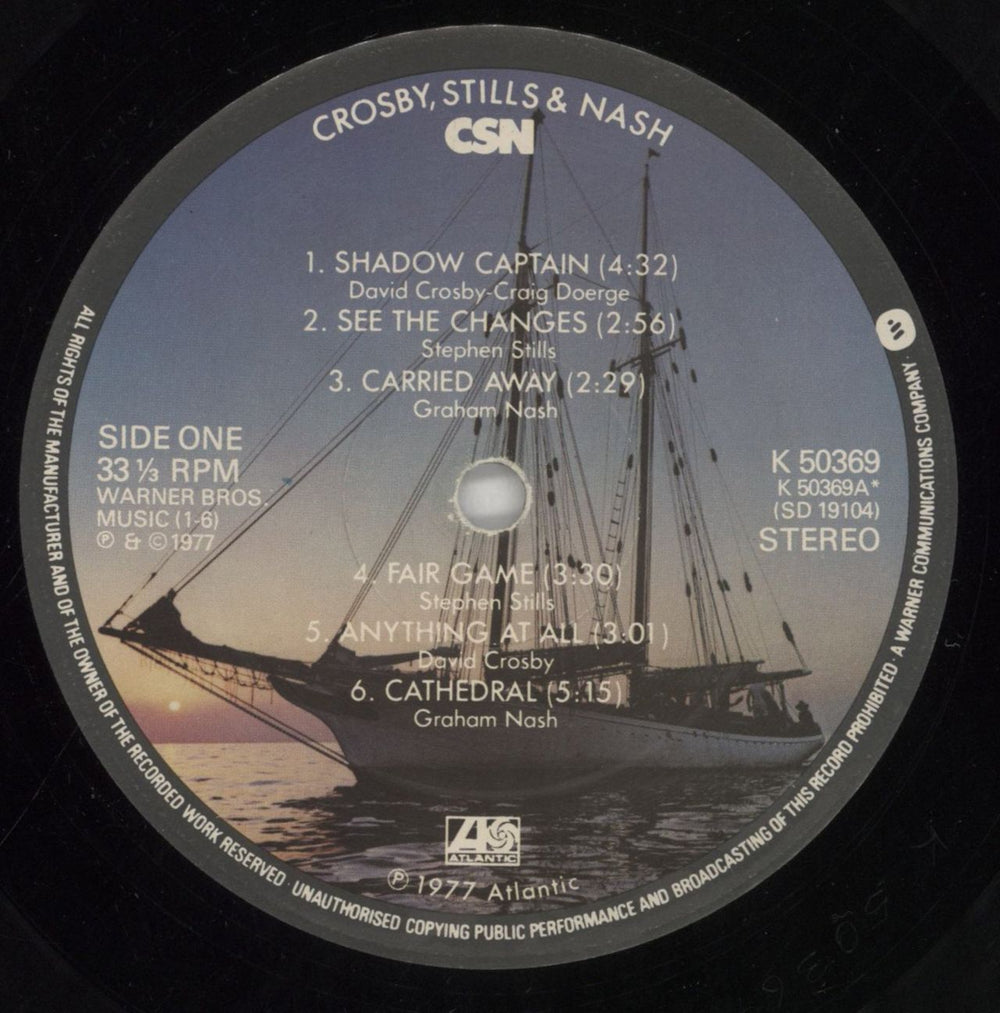 CROSBY, STILLS & NASH
CSN
1. SHADOW CAPTAIN (4:32)
David Crosby-Craig Doerge
2. SEE THE CHANGES (2:56)
Stephen Stills
3. CARRIED AWAY (2:29)
Graham Nash
SIDE ONE
33 ⅓ RPM
WARNER BROS.
MUSIC (1-6)
℗ & © 1977
K 50369
K 50369A*
(SD 19104)
STEREO
4. FAIR GAME (3:30)
Stephen Stills
5. ANYTHING AT ALL (3:01)
David Crosby
6. CATHEDRAL (5:15)
Graham Nash
ATLANTIC
℗ 1977 Atlantic
ALL RIGHTS OF THE MANUFACTURER AND OF THE OWNER OF THE RECORDED WORK RESERVED · UNAUTHORISED COPYING PUBLIC PERFORMANCE AND BROADCASTING OF THIS RECORD PROHIBITED · A WARNER COMMUNICATIONS COMPANY ·